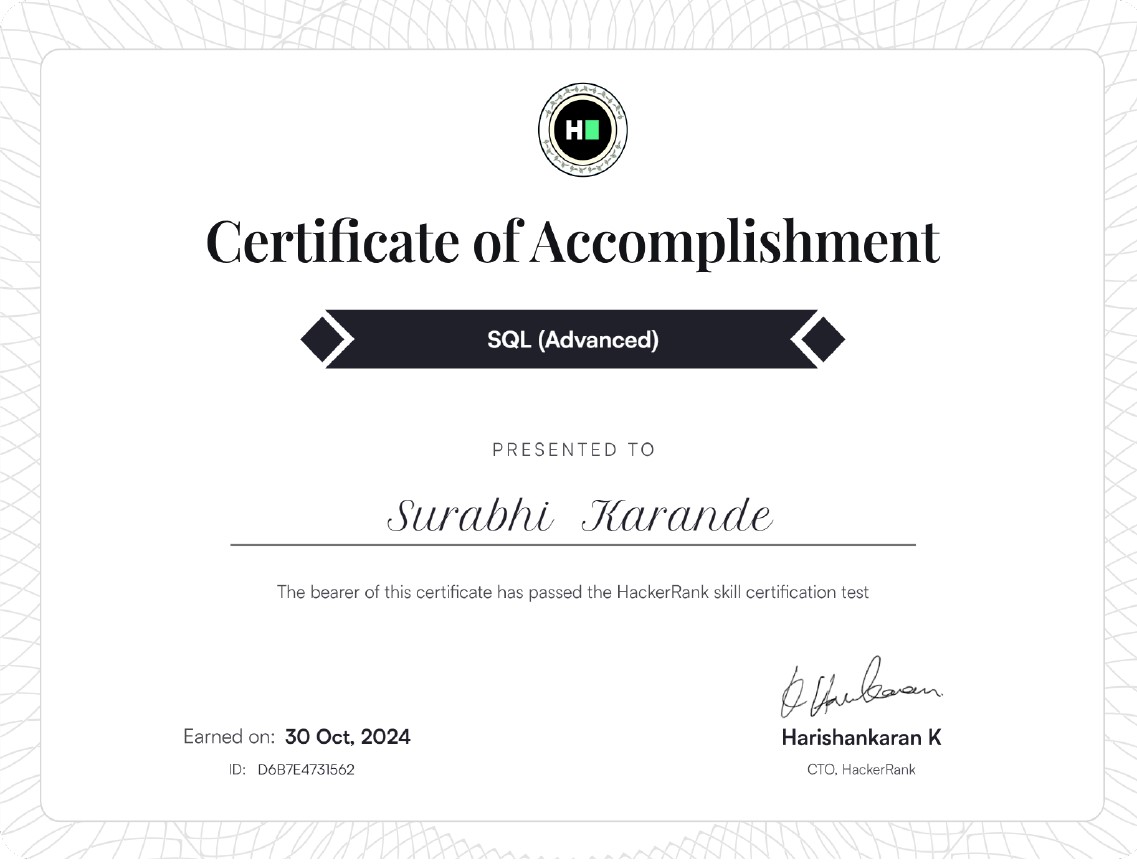 H
Certificate of Accomplishment
SQL (Advanced)
PRESENTED TO
Surabhi Karande
The bearer of this certificate has passed the HackerRank skill certification test
Earned on: 30 Oct, 2024
ID: D6B7E4731562
Harishankaran K
CTO, HackerRank